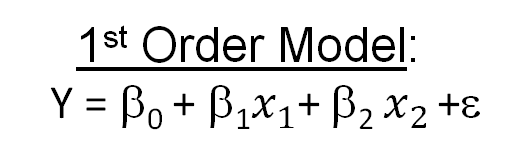 1st Order Model:
Y = β₀ + β₁x₁+ β₂ x₂ +ε